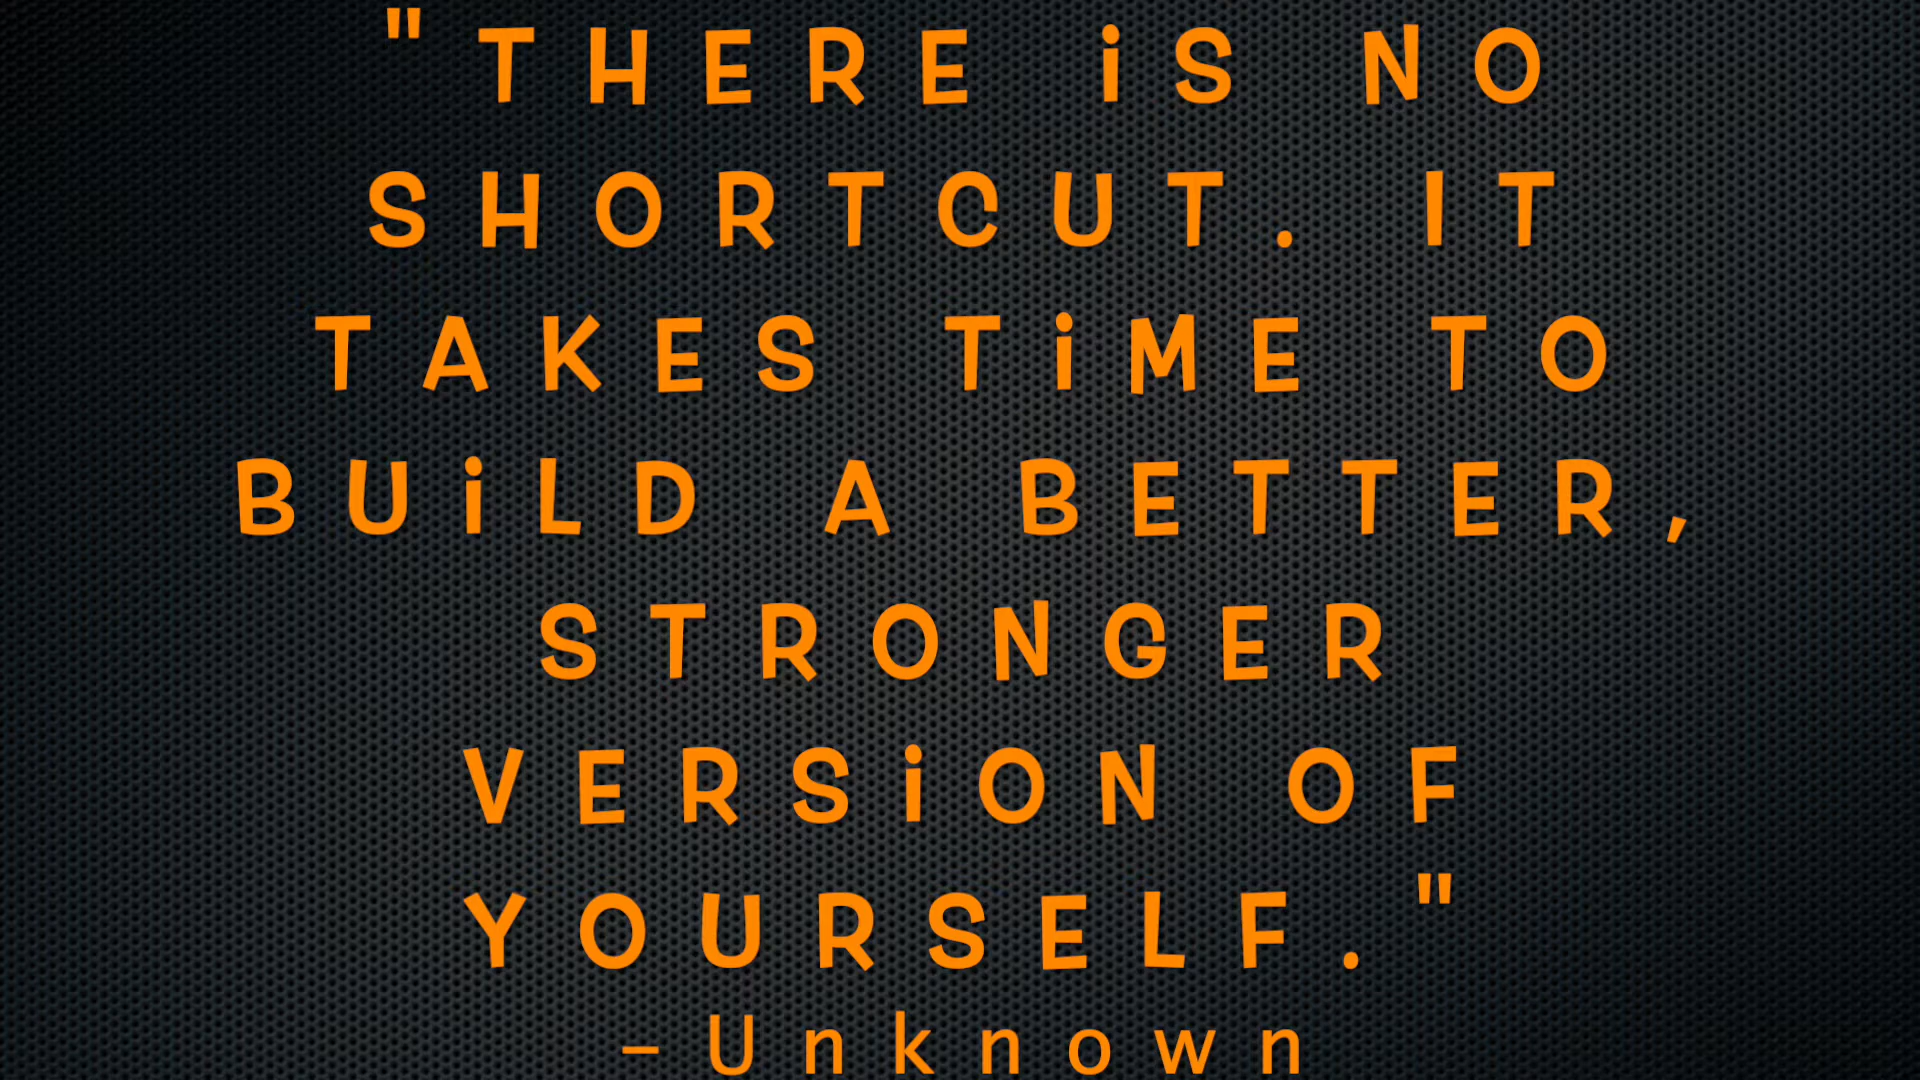 "THERE iS NO
SHORTCUT. IT
TAKES TiME TO
BUiLD A BETTER,
STRONGER
VERSiON OF
YOURSELF."
–Unknown